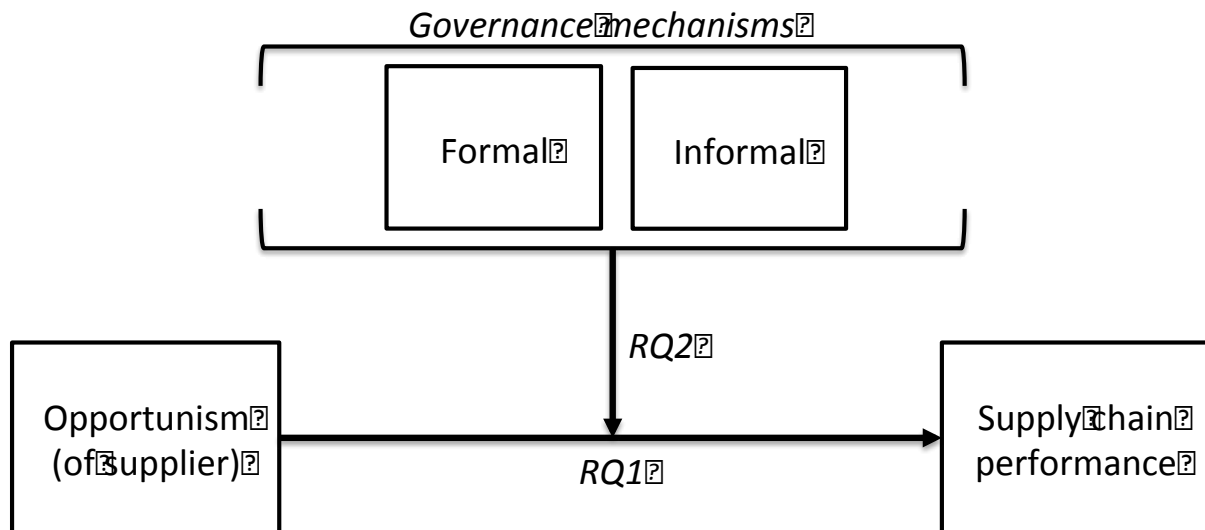 Governance mechanisms
Formal
Informal
RQ2
Opportunism
(of supplier)
RQ1
Supply chain
performance